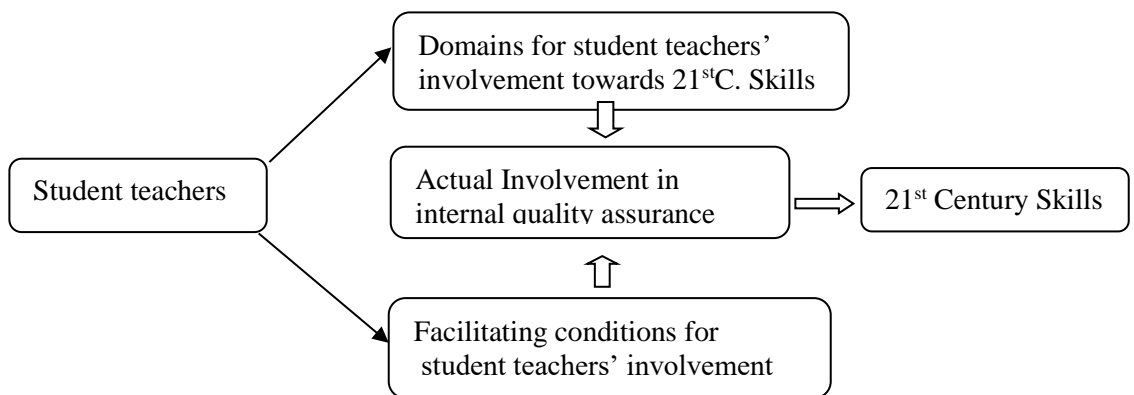 Domains for student teachers’
involvement towards 21stC. Skills
Student teachers
Actual Involvement in
internal quality assurance
21st Century Skills
Facilitating conditions for
student teachers’ involvement